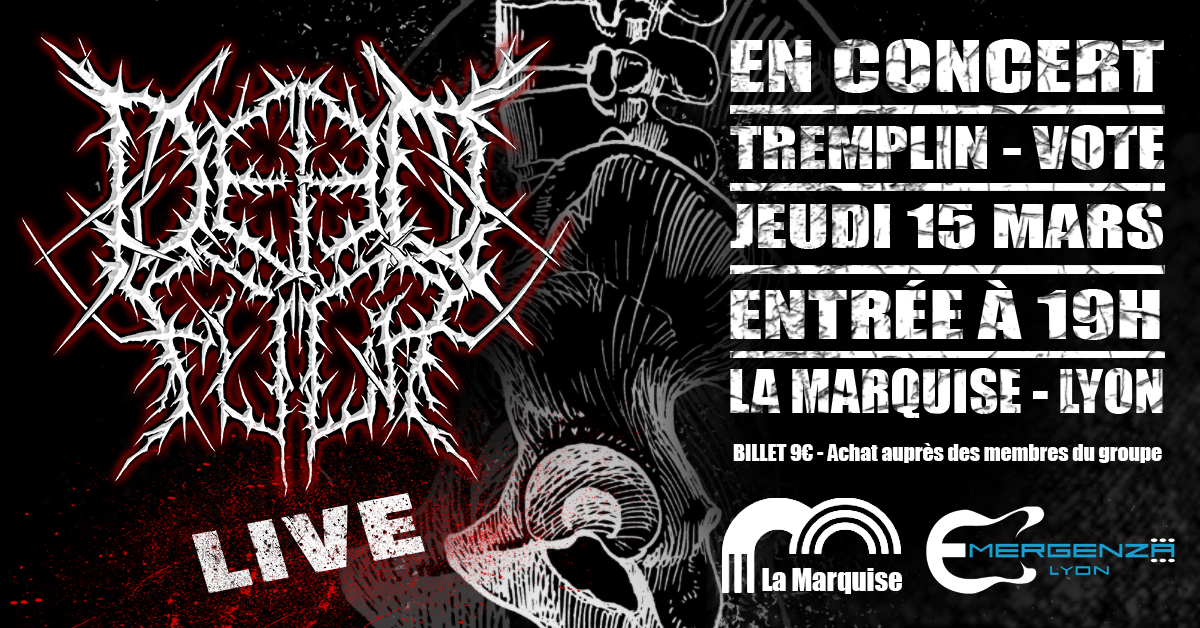 LIVE
EN CONCERT
TREMPLIN - VOTE
JEUDI 15 MARS
ENTRÉE À 19H
LA MARQUISE - LYON
BILLET 9€ - Achat auprès des membres du groupe
La Marquise
EMERGENZA
LYON